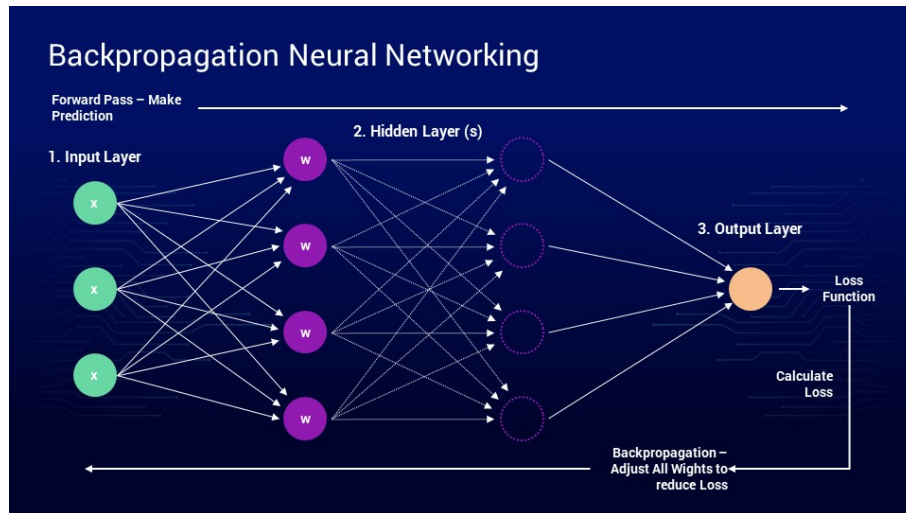 Backpropagation Neural Networking
Forward Pass – Make
Prediction
2. Hidden Layer (s)
1. Input Layer
w
x
w
3. Output Layer
x
Loss
Function
w
x
Calculate
Loss
w
Backpropagation –
Adjust All Wights to
reduce Loss